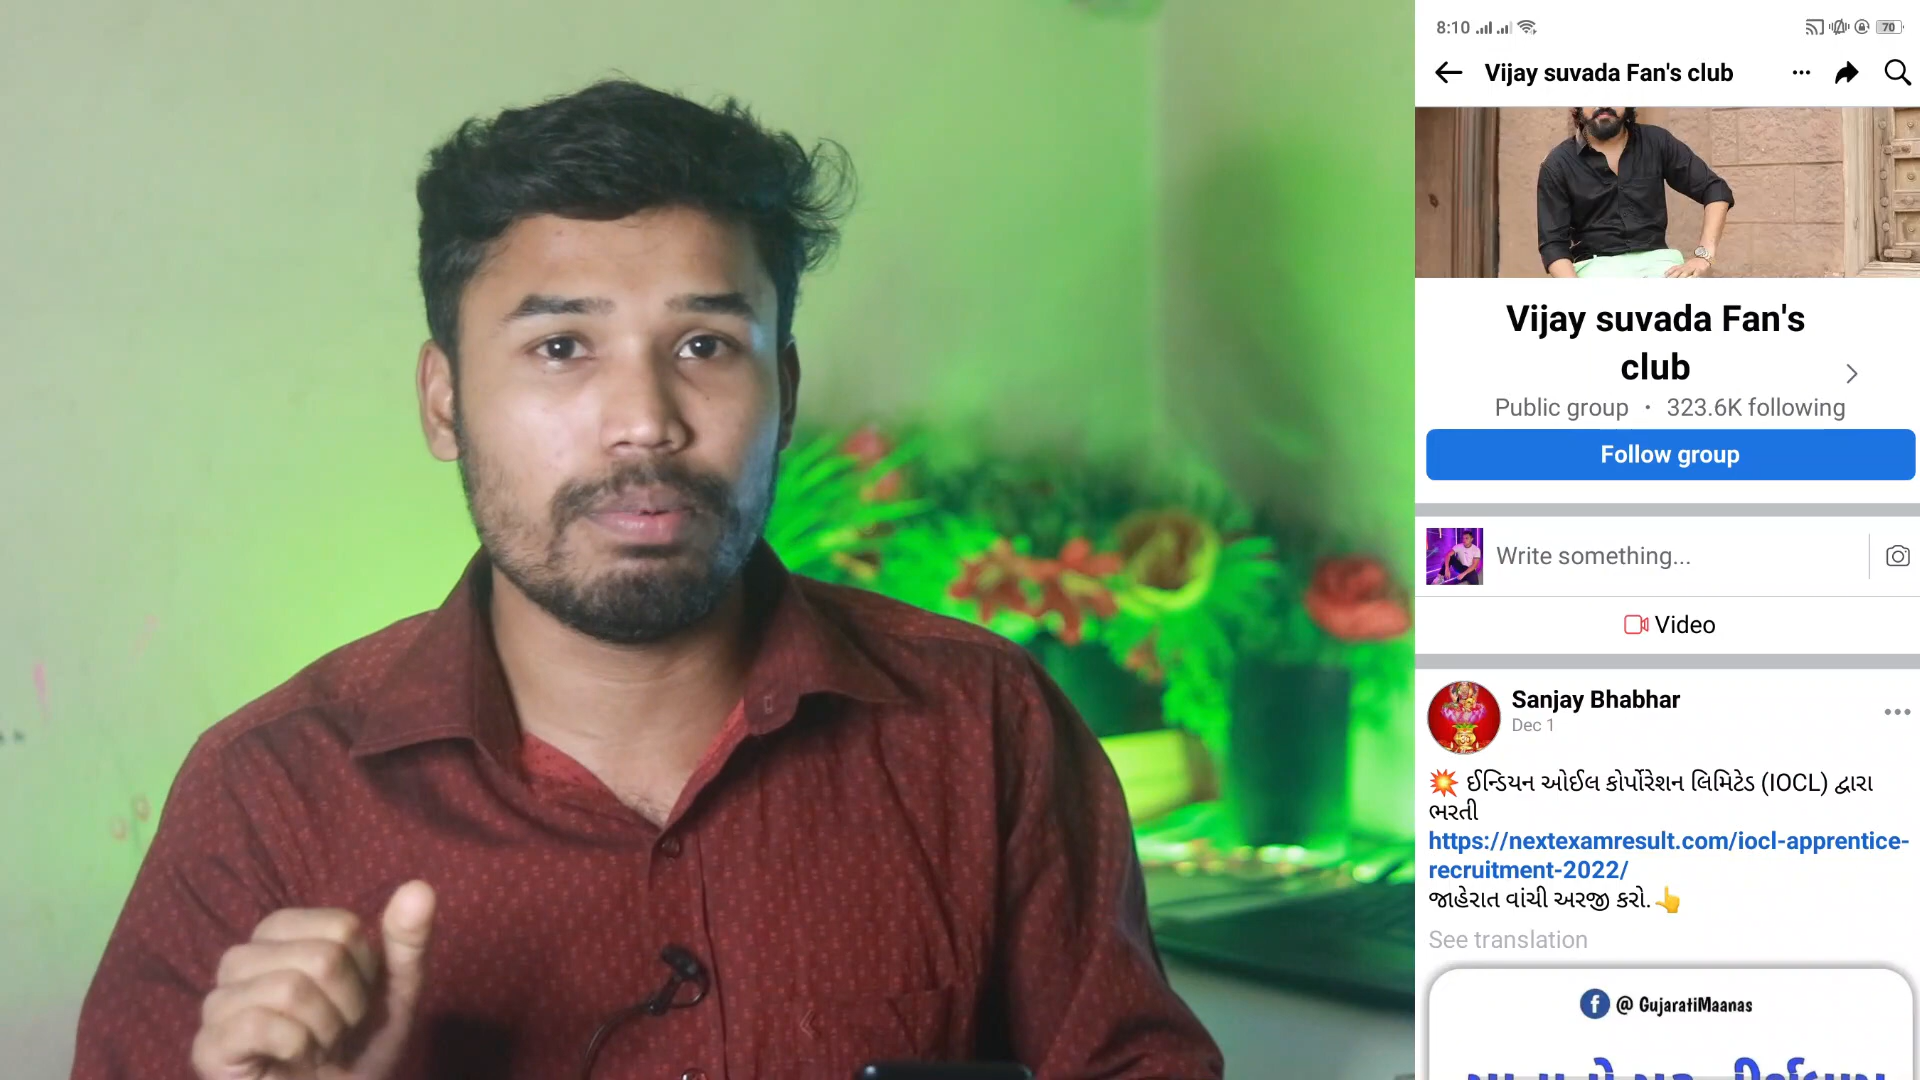 8:10
70
Vijay suvada Fan's club
Vijay suvada Fan's
club
Public group · 323.6K following
Follow group
Write something...
Video
Sanjay Bhabhar
Dec 1
💥 ઈન્ડિયન ઓઈલ કોર્પોરેશન લિમિટેડ (IOCL) દ્વારા
ભરતી
https://nextexamresult.com/iocl-apprentice-
recruitment-2022/
જાહેરાત વાંચી અરજી કરો.👆
See translation
@ GujaratiMaanas